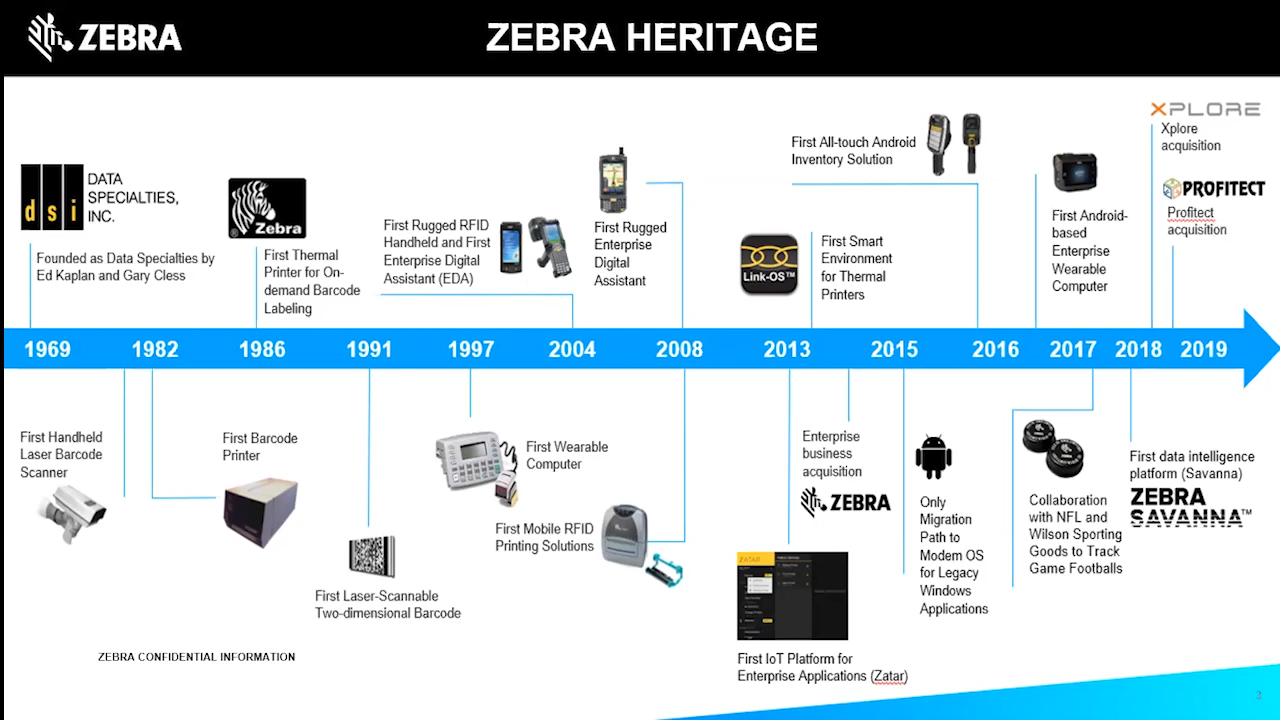 ZEBRA
ZEBRA HERITAGE
XPLORE
Xplore
acquisition
PROFITECT
Profitect
acquisition
dsi
DATA
SPECIALTIES,
INC.
Founded as Data Specialties by
Ed Kaplan and Gary Cless
Zebra
First Thermal
Printer for On-
demand Barcode
Labeling
First Rugged RFID
Handheld and First
Enterprise Digital
Assistant (EDA)
First Rugged
Enterprise
Digital
Assistant
First All-touch Android
Inventory Solution
Link-OS™
First Smart
Environment
for Thermal
Printers
First Android-
based
Enterprise
Wearable
Computer
1969 1982 1986 1991 1997 2004 2008 2013 2015 2016 2017 2018 2019
First Handheld
Laser Barcode
Scanner
First Barcode
Printer
First Laser-Scannable
Two-dimensional Barcode
First Wearable
Computer
First Mobile RFID
Printing Solutions
Enterprise
business
acquisition
ZEBRA
ZATAR
First IoT Platform for
Enterprise Applications (Zatar)
Only
Migration
Path to
Modem OS
for Legacy
Windows
Applications
Collaboration
with NFL and
Wilson Sporting
Goods to Track
Game Footballs
First data intelligence
platform (Savanna)
ZEBRA
SAVANNA™
ZEBRA CONFIDENTIAL INFORMATION